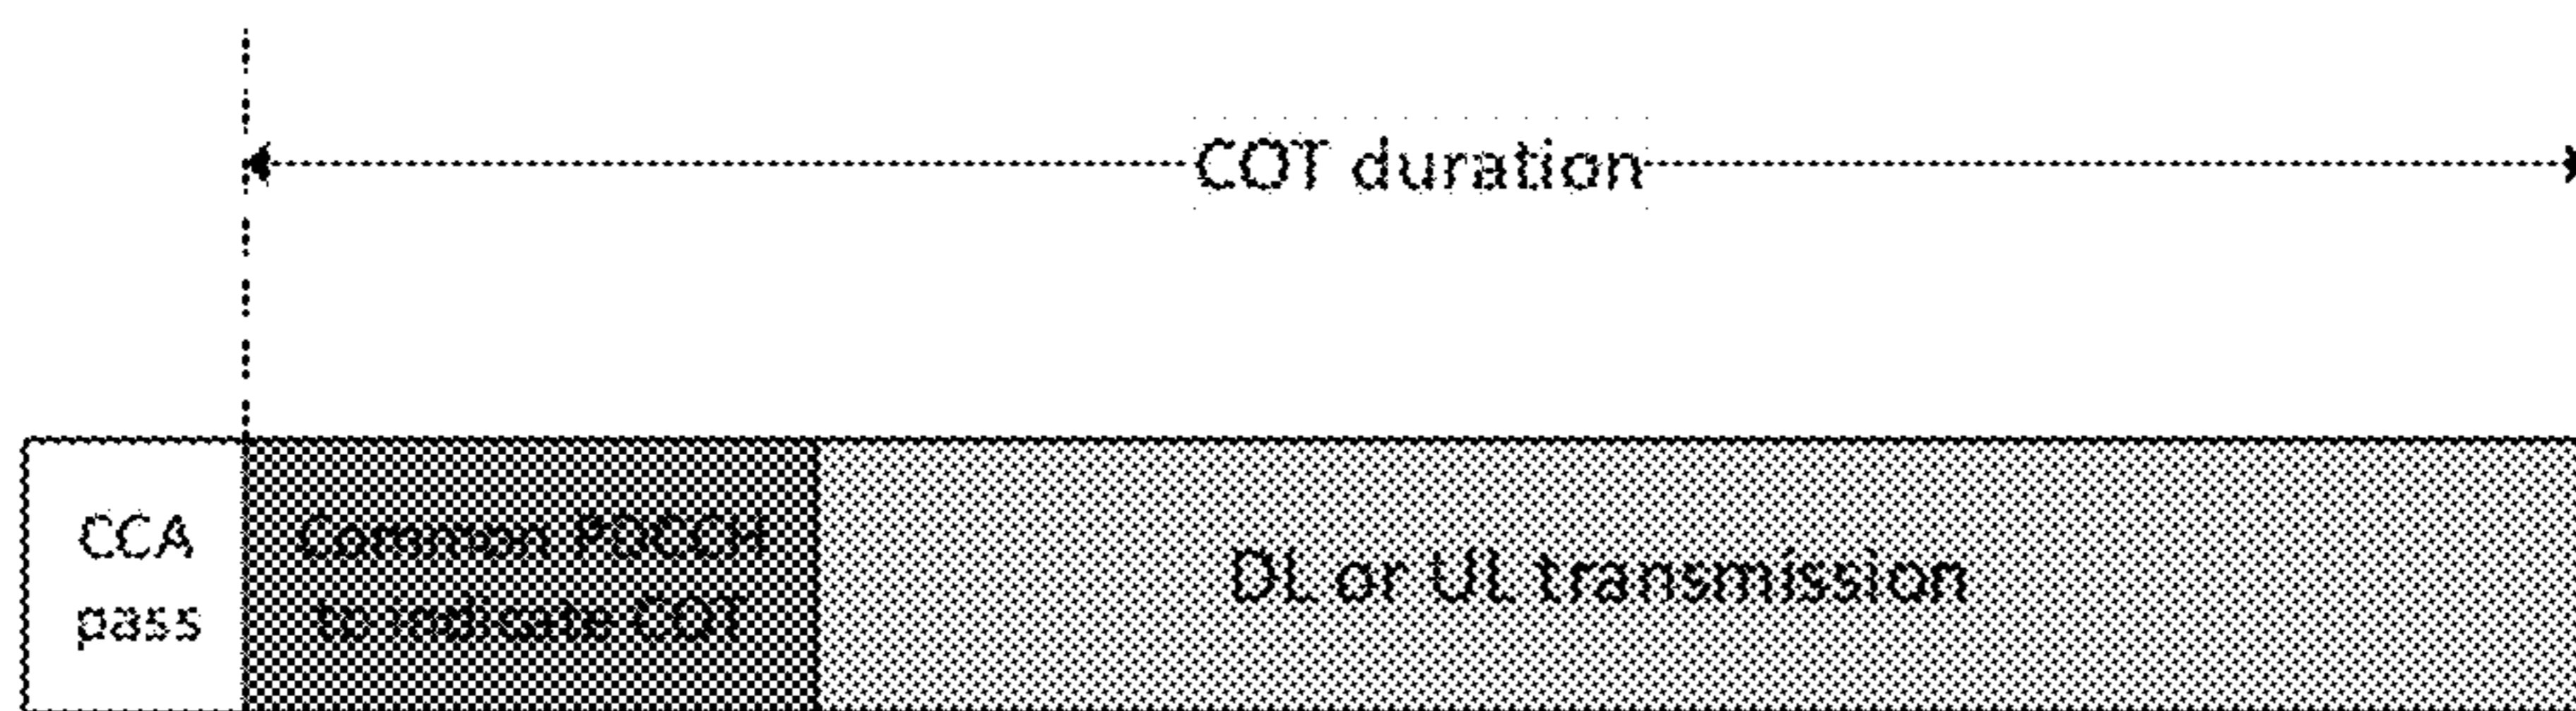 COT duration
CCA
pass
Common PDCCH
to indicate COT
DL or UL transmission